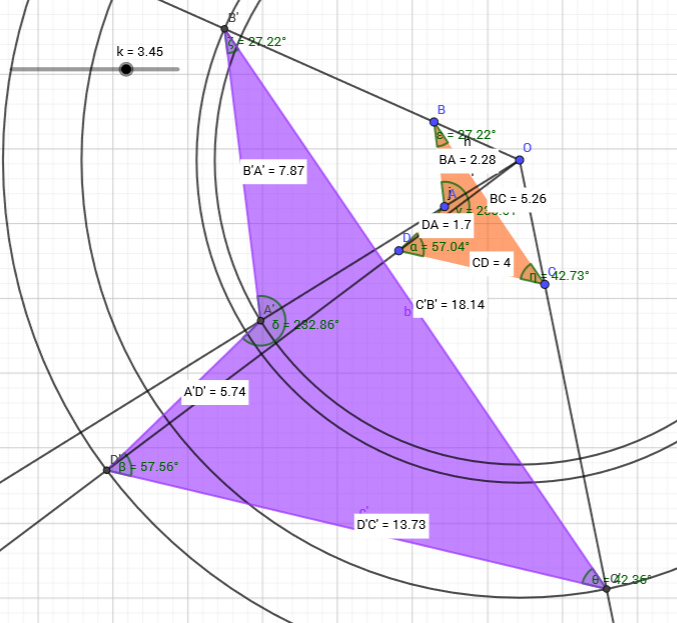 B'
ζ = 27.22°
k = 3.45
B
ε = 27.22°
O
BA = 2.28
B'A' = 7.87
A
BC = 5.26
DA = 1.7
D
α = 57.04°
CD = 4
C
η = 42.73°
C'B' = 18.14
b
A'
δ = 232.86°
A'D' = 5.74
D'
β = 57.56°
D'C' = 13.73
θ = 42.36°